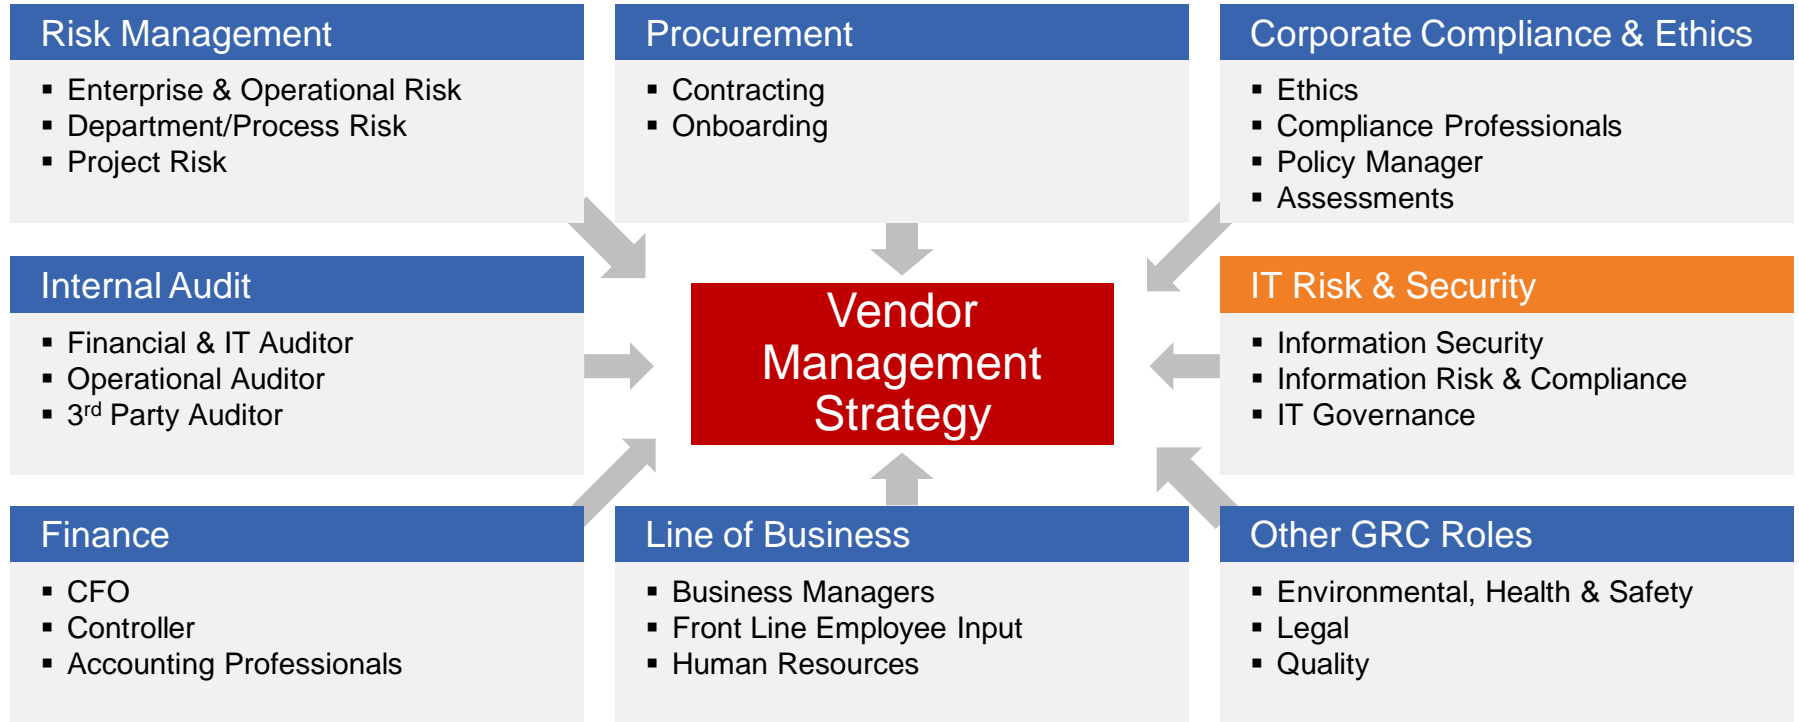 Risk Management
▪ Enterprise & Operational Risk
▪ Department/Process Risk
▪ Project Risk
Procurement
▪ Contracting
▪ Onboarding
Corporate Compliance & Ethics
▪ Ethics
▪ Compliance Professionals
▪ Policy Manager
▪ Assessments
Internal Audit
▪ Financial & IT Auditor
▪ Operational Auditor
▪ 3rd Party Auditor
Vendor
Management
Strategy
IT Risk & Security
▪ Information Security
▪ Information Risk & Compliance
▪ IT Governance
Finance
▪ CFO
▪ Controller
▪ Accounting Professionals
Line of Business
▪ Business Managers
▪ Front Line Employee Input
▪ Human Resources
Other GRC Roles
▪ Environmental, Health & Safety
▪ Legal
▪ Quality